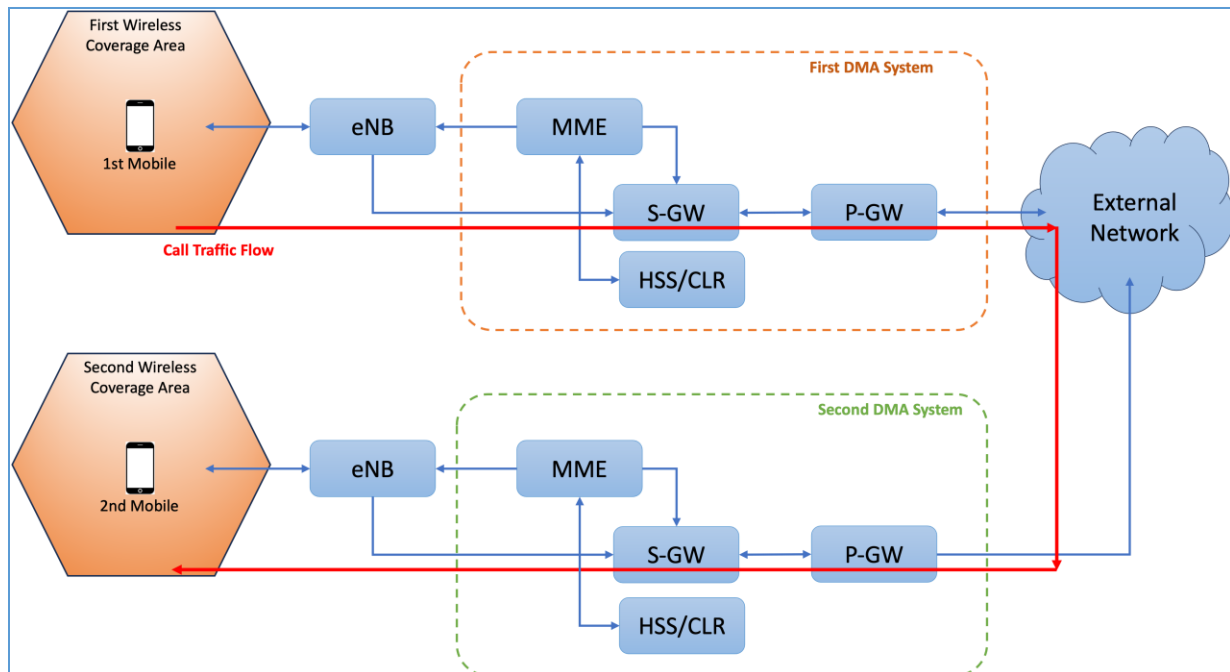 First Wireless
Coverage Area
1st Mobile
eNB
First DMA System
MME
S-GW
P-GW
HSS/CLR
External
Network
Call Traffic Flow
Second Wireless
Coverage Area
2nd Mobile
eNB
Second DMA System
MME
S-GW
P-GW
HSS/CLR